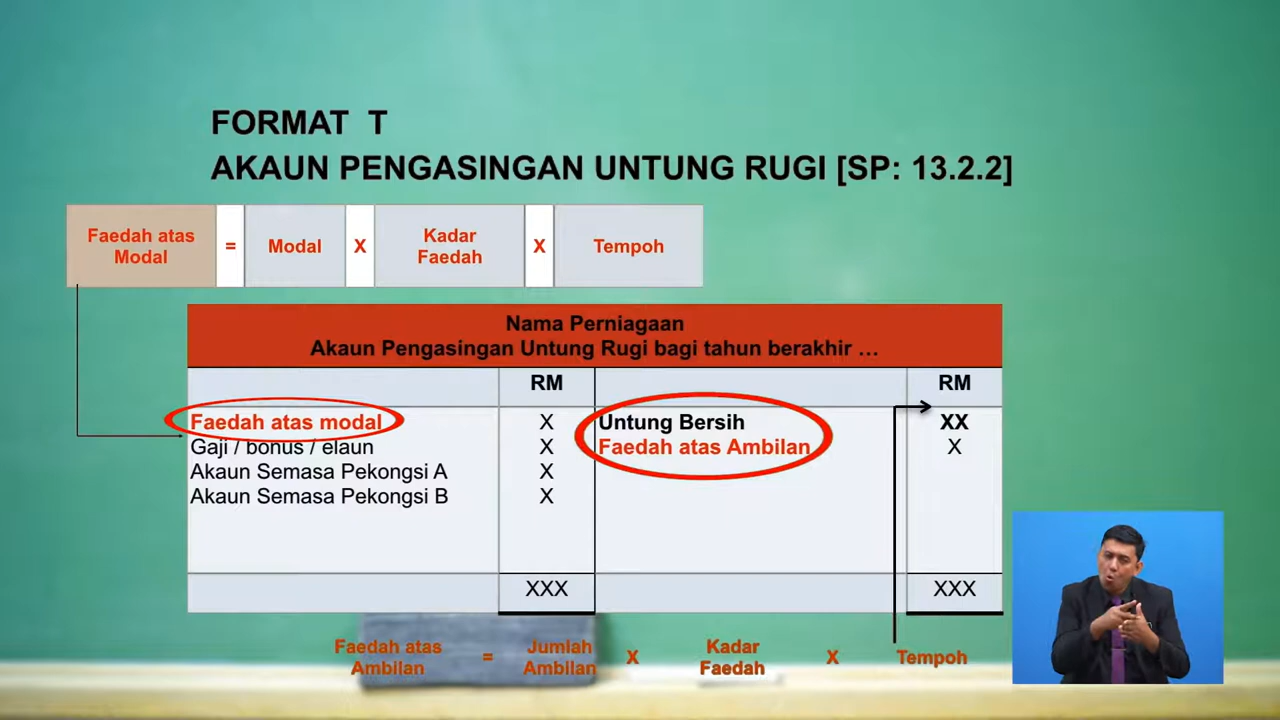 FORMAT T
AKAUN PENGASINGAN UNTUNG RUGI [SP: 13.2.2]
Faedah atas
Modal
=
Modal
X
Kadar
Faedah
X
Tempoh
Nama Perniagaan
Akaun Pengasingan Untung Rugi bagi tahun berakhir ...
RM RM
Faedah atas modal X Untung Bersih XX
Gaji / bonus / elaun X Faedah atas Ambilan X
Akaun Semasa Pekongsi A X
Akaun Semasa Pekongsi B X
XXX XXX
Faedah atas
Ambilan
=
Jumlah
Ambilan
X
Kadar
Faedah
X
Tempoh